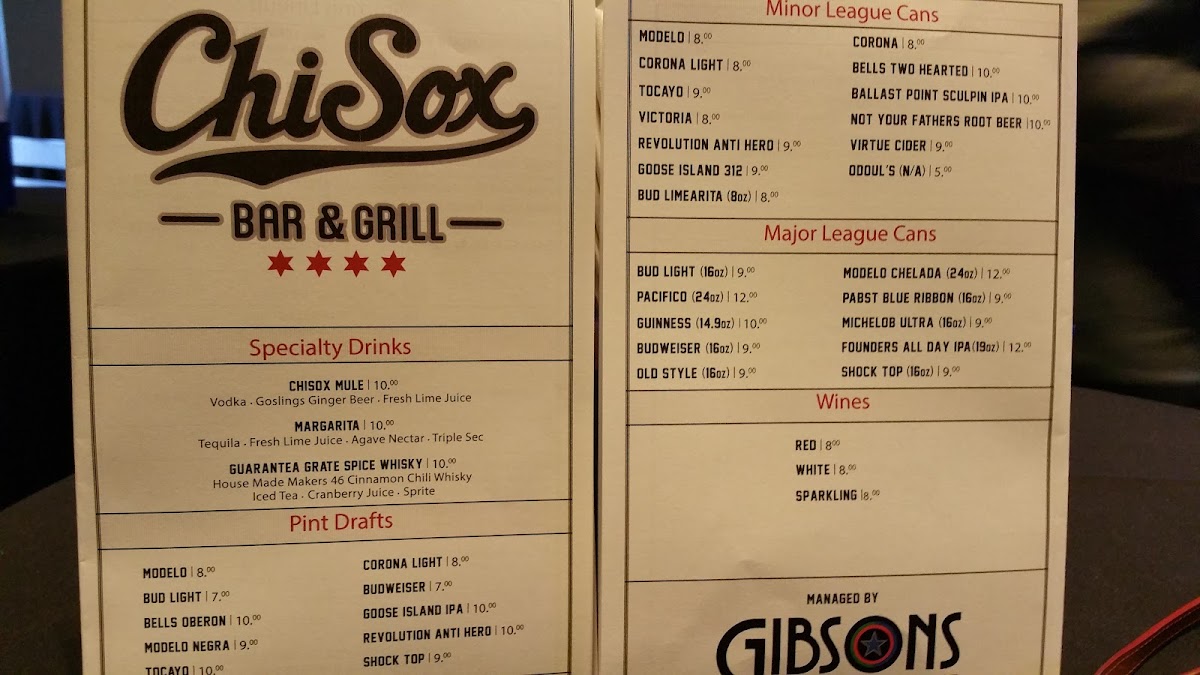 ChiSox
BAR & GRILL
Specialty Drinks
CHISOX MULE | 10.00
Vodka . Goslings Ginger Beer . Fresh Lime Juice
MARGARITA | 10.00
Tequila . Fresh Lime Juice . Agave Nectar . Triple Sec
GUARANTEA GRATE SPICE WHISKY | 10.00
House Made Makers 46 Cinnamon Chili Whisky
Iced Tea . Cranberry Juice . Sprite
Pint Drafts
MODELO | 8.00
BUD LIGHT | 7.00
BELLS OBERON | 10.00
MODELO NEGRA | 9.00
TOCAYO | 10.00
CORONA LIGHT | 8.00
BUDWEISER | 7.00
GOOSE ISLAND IPA | 10.00
REVOLUTION ANTI HERO | 10.00
SHOCK TOP | 9.00
Minor League Cans
MODELO | 8.00
CORONA LIGHT | 8.00
TOCAYO | 9.00
VICTORIA | 8.00
REVOLUTION ANTI HERO | 9.00
GOOSE ISLAND 312 | 9.00
BUD LIMEARITA (8oz) | 8.00
CORONA | 8.00
BELLS TWO HEARTED | 10.00
BALLAST POINT SCULPIN IPA | 10.00
NOT YOUR FATHERS ROOT BEER |10.00
VIRTUE CIDER | 9.00
ODOUL'S (N/A) | 5.00
Major League Cans
BUD LIGHT (16oz) | 9.00
PACIFICO (24oz) | 12.00
GUINNESS (14.9oz) | 10.00
BUDWEISER (16oz) | 9.00
OLD STYLE (16oz) | 9.00
MODELO CHELADA (24oz) | 12.00
PABST BLUE RIBBON (16oz) | 9.00
MICHELOB ULTRA (16oz) | 9.00
FOUNDERS ALL DAY IPA(19oz) | 12.00
SHOCK TOP (16oz) | 9.00
Wines
RED | 800
WHITE | 8.00
SPARKLING |8.00
MANAGED BY
GIBSONS